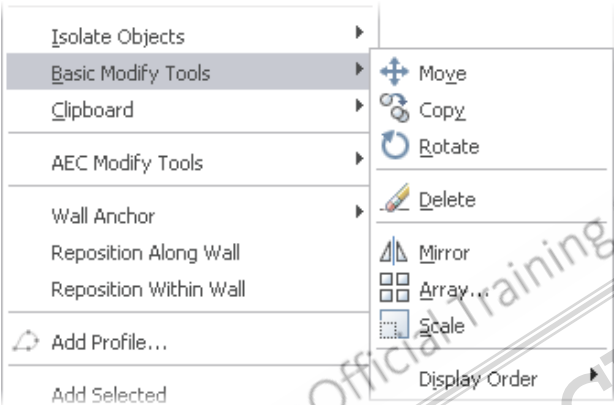 Isolate Objects
Basic Modify Tools
Clipboard
AEC Modify Tools
Wall Anchor
Reposition Along Wall
Reposition Within Wall
Add Profile...
Add Selected
Move
Copy
Rotate
Delete
Mirror
Array...
Scale
Display Order
Official Training